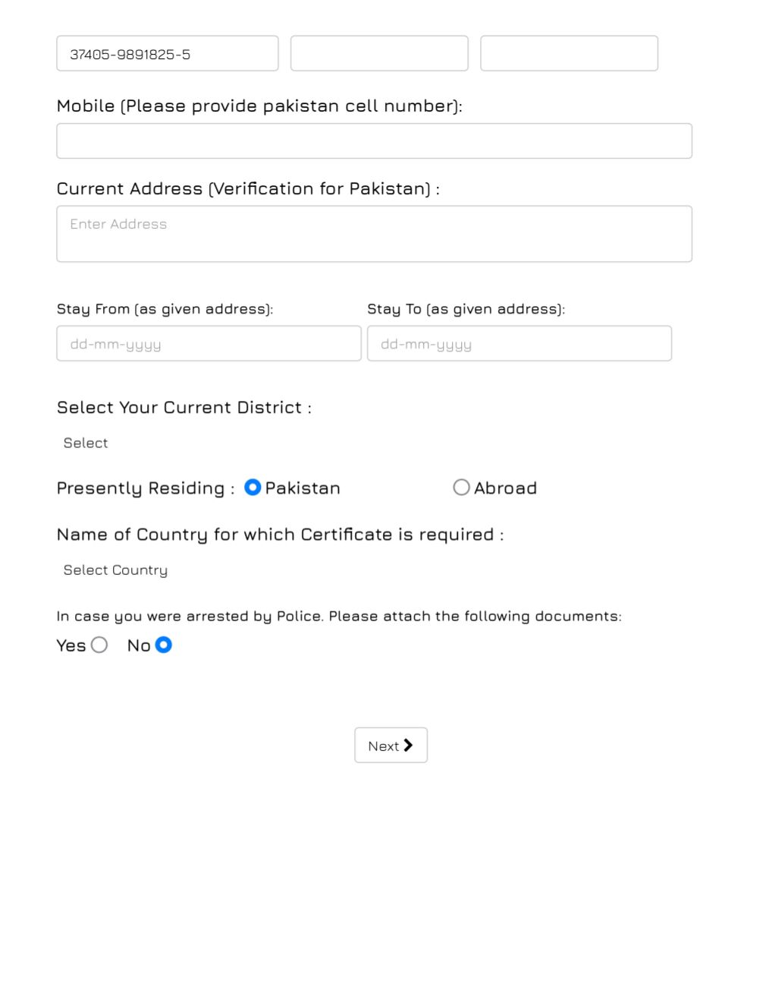 37405-9891825-5
Mobile (Please provide pakistan cell number):
Current Address (Verification for Pakistan) :
Enter Address
Stay From (as given address): Stay To (as given address):
dd-mm-yyyy dd-mm-yyyy
Select Your Current District :
Select
Presently Residing : Pakistan Abroad
Name of Country for which Certificate is required :
Select Country
In case you were arrested by Police. Please attach the following documents:
Yes No
Next